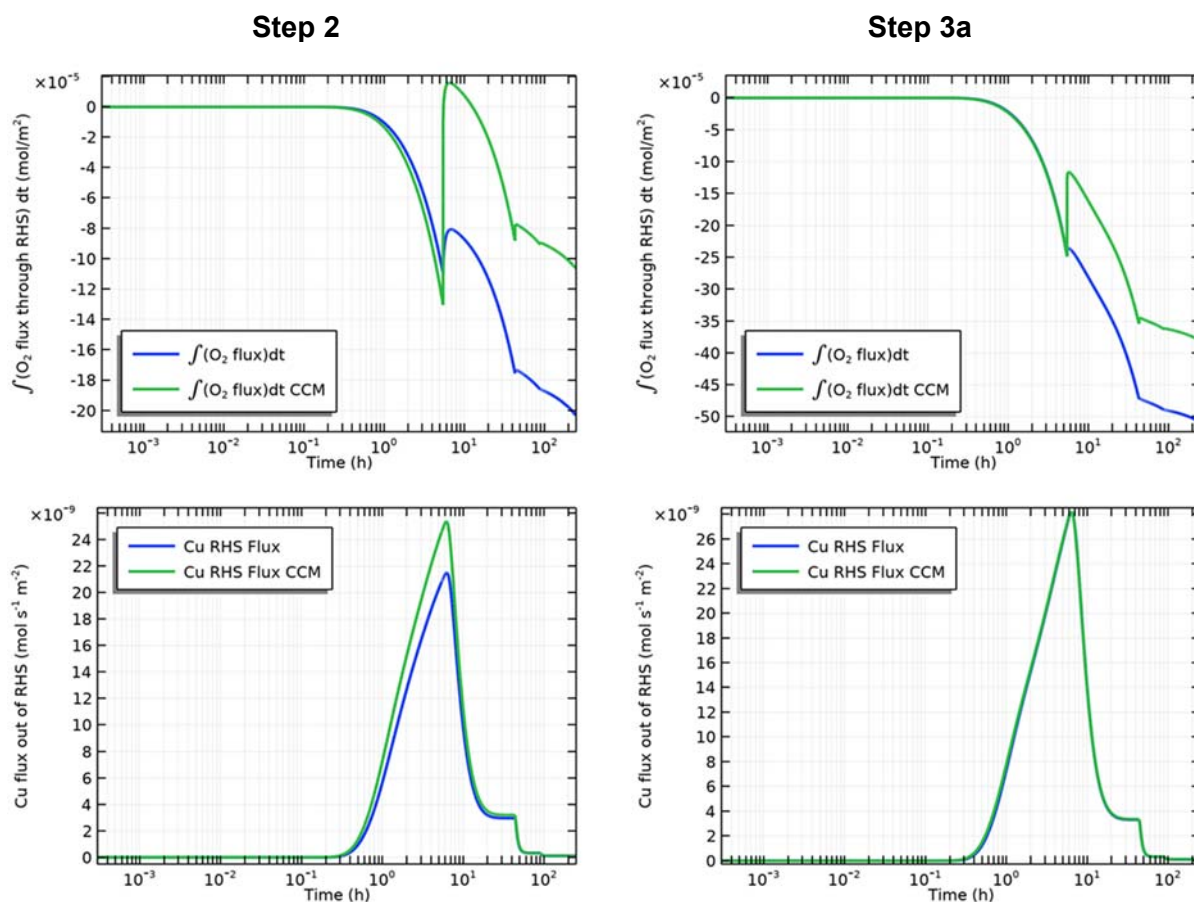 Step 2
Step 3a
×10⁻⁵
0
-2
-4
-6
-8
-10
-12
-14
-16
-18
-20
∫(O₂ flux through RHS) dt (mol/m²)
∫(O₂ flux)dt
∫(O₂ flux)dt CCM
10⁻³ 10⁻² 10⁻¹ 10⁰ 10¹ 10²
Time (h)
×10⁻⁵
0
-5
-10
-15
-20
-25
-30
-35
-40
-45
-50
∫(O₂ flux through RHS) dt (mol/m²)
∫(O₂ flux)dt
∫(O₂ flux)dt CCM
10⁻³ 10⁻² 10⁻¹ 10⁰ 10¹ 10²
Time (h)
×10⁻⁹
24
22
20
18
16
14
12
10
8
6
4
2
0
Cu flux out of RHS (mol s⁻¹ m⁻²)
Cu RHS Flux
Cu RHS Flux CCM
10⁻³ 10⁻² 10⁻¹ 10⁰ 10¹ 10²
Time (h)
×10⁻⁹
26
24
22
20
18
16
14
12
10
8
6
4
2
0
Cu flux out of RHS (mol s⁻¹ m⁻²)
Cu RHS Flux
Cu RHS Flux CCM
10⁻³ 10⁻² 10⁻¹ 10⁰ 10¹ 10²
Time (h)